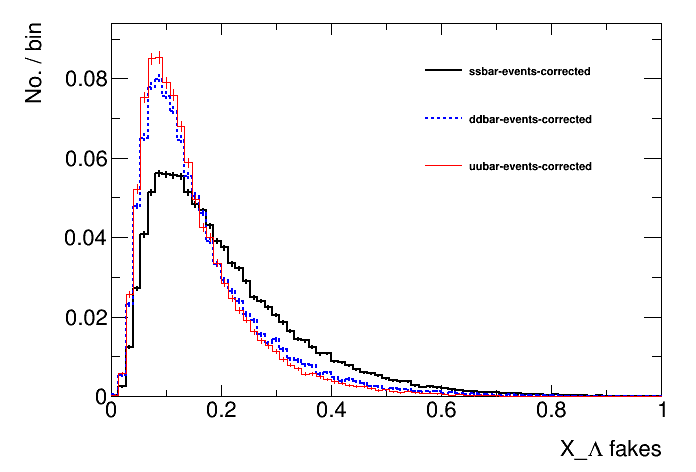 No. / bin
0.08
0.06
0.04
0.02
0
ssbar-events-corrected
ddbar-events-corrected
uubar-events-corrected
0 0.2 0.4 0.6 0.8 1
X_Λ fakes